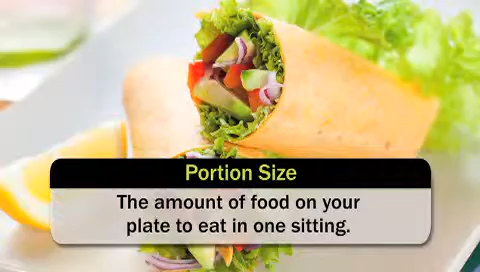 Portion Size
The amount of food on your
plate to eat in one sitting.